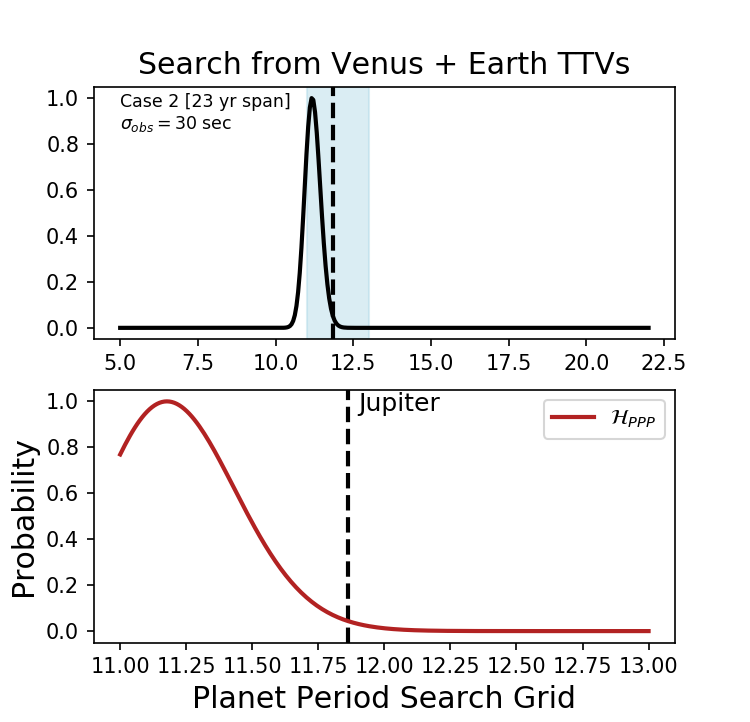 Search from Venus + Earth TTVs
Case 2 [23 yr span]
σ_obs = 30 sec
1.0
0.8
0.6
0.4
0.2
0.0
5.0 7.5 10.0 12.5 15.0 17.5 20.0 22.5
Jupiter
ℋ_PPP
1.0
0.8
0.6
0.4
0.2
0.0
Probability
11.00 11.25 11.50 11.75 12.00 12.25 12.50 12.75 13.00
Planet Period Search Grid